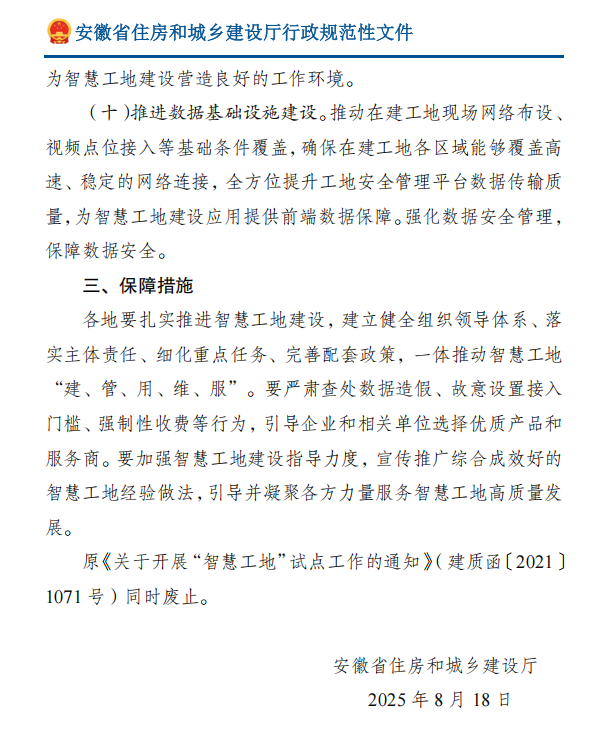 安徽省住房和城乡建设厅行政规范性文件
为智慧工地建设营造良好的工作环境。
（十）推进数据基础设施建设。推动在建工地现场网络布设、
视频点位接入等基础条件覆盖，确保在建工地各区域能够覆盖高
速、稳定的网络连接，全方位提升工地安全管理平台数据传输质
量，为智慧工地建设应用提供前端数据保障。强化数据安全管理，
保障数据安全。
三、保障措施
各地要扎实推进智慧工地建设，建立健全组织领导体系、落
实主体责任、细化重点任务、完善配套政策，一体推动智慧工地
“建、管、用、维、服”。要严肃查处数据造假、故意设置接入
门槛、强制性收费等行为，引导企业和相关单位选择优质产品和
服务商。要加强智慧工地建设指导力度，宣传推广综合成效好的
智慧工地经验做法，引导并凝聚各方力量服务智慧工地高质量发
展。
原《关于开展“智慧工地”试点工作的通知》（建质函〔2021〕
1071 号）同时废止。
安徽省住房和城乡建设厅
2025 年 8 月 18 日